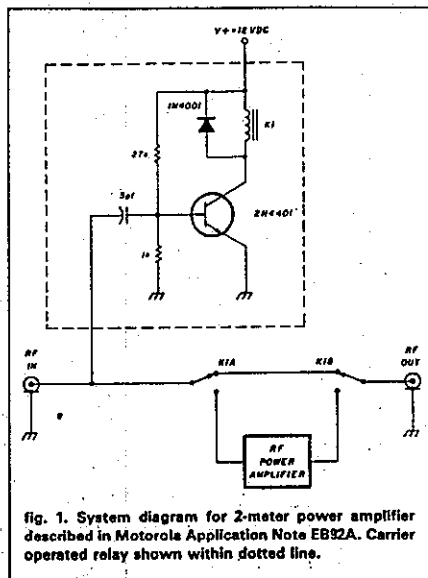 V+ = 12 VDC
1N4001
K1
27k
3pf
2N4401
1k
RF IN
K1A
K1B
RF OUT
RF POWER AMPLIFIER
fig. 1. System diagram for 2-meter power amplifier
described in Motorola Application Note EB92A. Carrier
operated relay shown within dotted line.